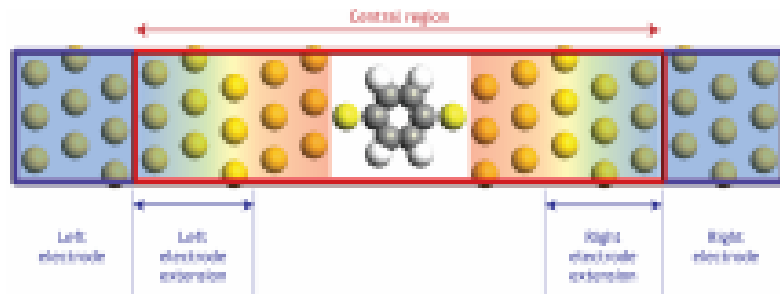 Central region
Left
electrode
Left
electrode
extension
Right
electrode
extension
Right
electrode